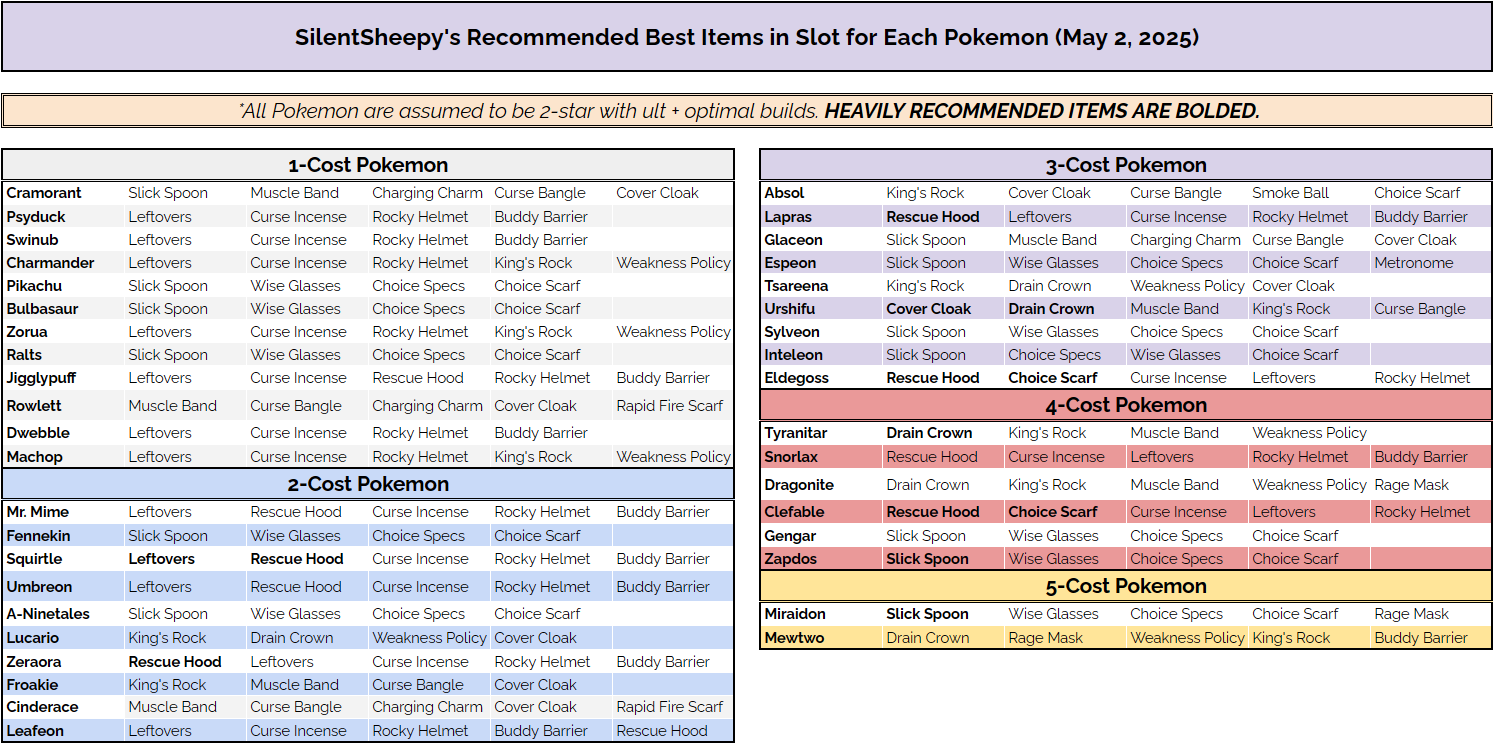 SilentSheepy's Recommended Best Items in Slot for Each Pokemon (May 2, 2025)
*All Pokemon are assumed to be 2-star with ult + optimal builds. HEAVILY RECOMMENDED ITEMS ARE BOLDED.
1-Cost Pokemon
Cramorant Slick Spoon Muscle Band Charging Charm Curse Bangle Cover Cloak
Psyduck Leftovers Curse Incense Rocky Helmet Buddy Barrier
Swinub Leftovers Curse Incense Rocky Helmet Buddy Barrier
Charmander Leftovers Curse Incense Rocky Helmet King's Rock Weakness Policy
Pikachu Slick Spoon Wise Glasses Choice Specs Choice Scarf
Bulbasaur Slick Spoon Wise Glasses Choice Specs Choice Scarf
Zorua Leftovers Curse Incense Rocky Helmet King's Rock Weakness Policy
Ralts Slick Spoon Wise Glasses Choice Specs Choice Scarf
Jigglypuff Leftovers Curse Incense Rescue Hood Rocky Helmet Buddy Barrier
Rowlett Muscle Band Curse Bangle Charging Charm Cover Cloak Rapid Fire Scarf
Dwebble Leftovers Curse Incense Rocky Helmet Buddy Barrier
Machop Leftovers Curse Incense Rocky Helmet King's Rock Weakness Policy
2-Cost Pokemon
Mr. Mime Leftovers Rescue Hood Curse Incense Rocky Helmet Buddy Barrier
Fennekin Slick Spoon Wise Glasses Choice Specs Choice Scarf
Squirtle Leftovers Rescue Hood Curse Incense Rocky Helmet Buddy Barrier
Umbreon Leftovers Rescue Hood Curse Incense Rocky Helmet Buddy Barrier
A-Ninetales Slick Spoon Wise Glasses Choice Specs Choice Scarf
Lucario King's Rock Drain Crown Weakness Policy Cover Cloak
Zeraora Rescue Hood Leftovers Curse Incense Rocky Helmet Buddy Barrier
Froakie King's Rock Muscle Band Curse Bangle Cover Cloak
Cinderace Muscle Band Curse Bangle Charging Charm Cover Cloak Rapid Fire Scarf
Leafeon Leftovers Curse Incense Rocky Helmet Buddy Barrier Rescue Hood
3-Cost Pokemon
Absol King's Rock Cover Cloak Curse Bangle Smoke Ball Choice Scarf
Lapras Rescue Hood Leftovers Curse Incense Rocky Helmet Buddy Barrier
Glaceon Slick Spoon Muscle Band Charging Charm Curse Bangle Cover Cloak
Espeon Slick Spoon Wise Glasses Choice Specs Choice Scarf Metronome
Tsareena King's Rock Drain Crown Weakness Policy Cover Cloak
Urshifu Cover Cloak Drain Crown Muscle Band King's Rock Curse Bangle
Sylveon Slick Spoon Wise Glasses Choice Specs Choice Scarf
Inteleon Slick Spoon Choice Specs Wise Glasses Choice Scarf
Eldegoss Rescue Hood Choice Scarf Curse Incense Leftovers Rocky Helmet
4-Cost Pokemon
Tyranitar Drain Crown King's Rock Muscle Band Weakness Policy
Snorlax Rescue Hood Curse Incense Leftovers Rocky Helmet Buddy Barrier
Dragonite Drain Crown King's Rock Muscle Band Weakness Policy Rage Mask
Clefable Rescue Hood Choice Scarf Curse Incense Leftovers Rocky Helmet
Gengar Slick Spoon Wise Glasses Choice Specs Choice Scarf
Zapdos Slick Spoon Wise Glasses Choice Specs Choice Scarf
5-Cost Pokemon
Miraidon Slick Spoon Wise Glasses Choice Specs Choice Scarf Rage Mask
Mewtwo Drain Crown Rage Mask Weakness Policy King's Rock Buddy Barrier